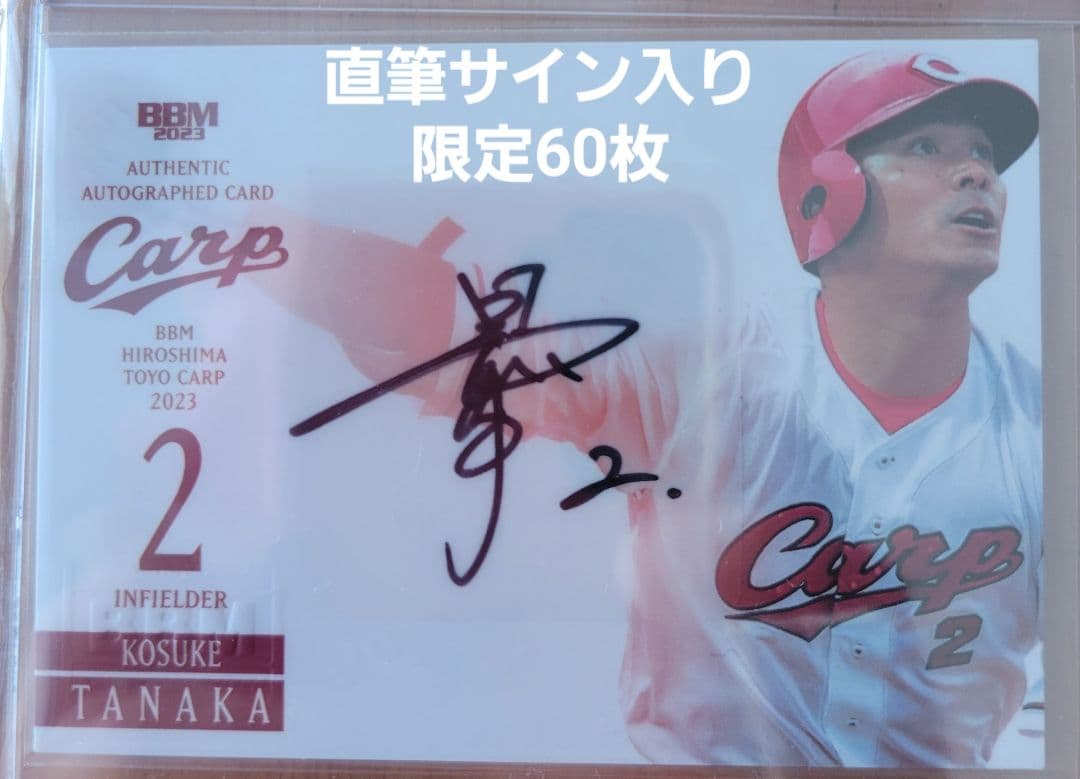 直筆サイン入り
限定60枚
BBM
2023
AUTHENTIC
AUTOGRAPHED CARD
Carp
BBM
HIROSHIMA
TOYO CARP
2023
2
INFIELDER
KOSUKE
TANAKA
2.
C
Carp
2